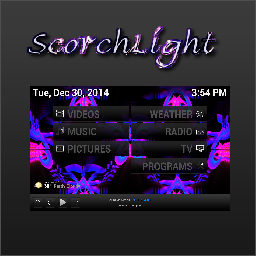 ScorchLight
Tue, Dec 30, 2014 3:54 PM
VIDEOS WEATHER
MUSIC RADIO
PICTURES TV
PROGRAMS